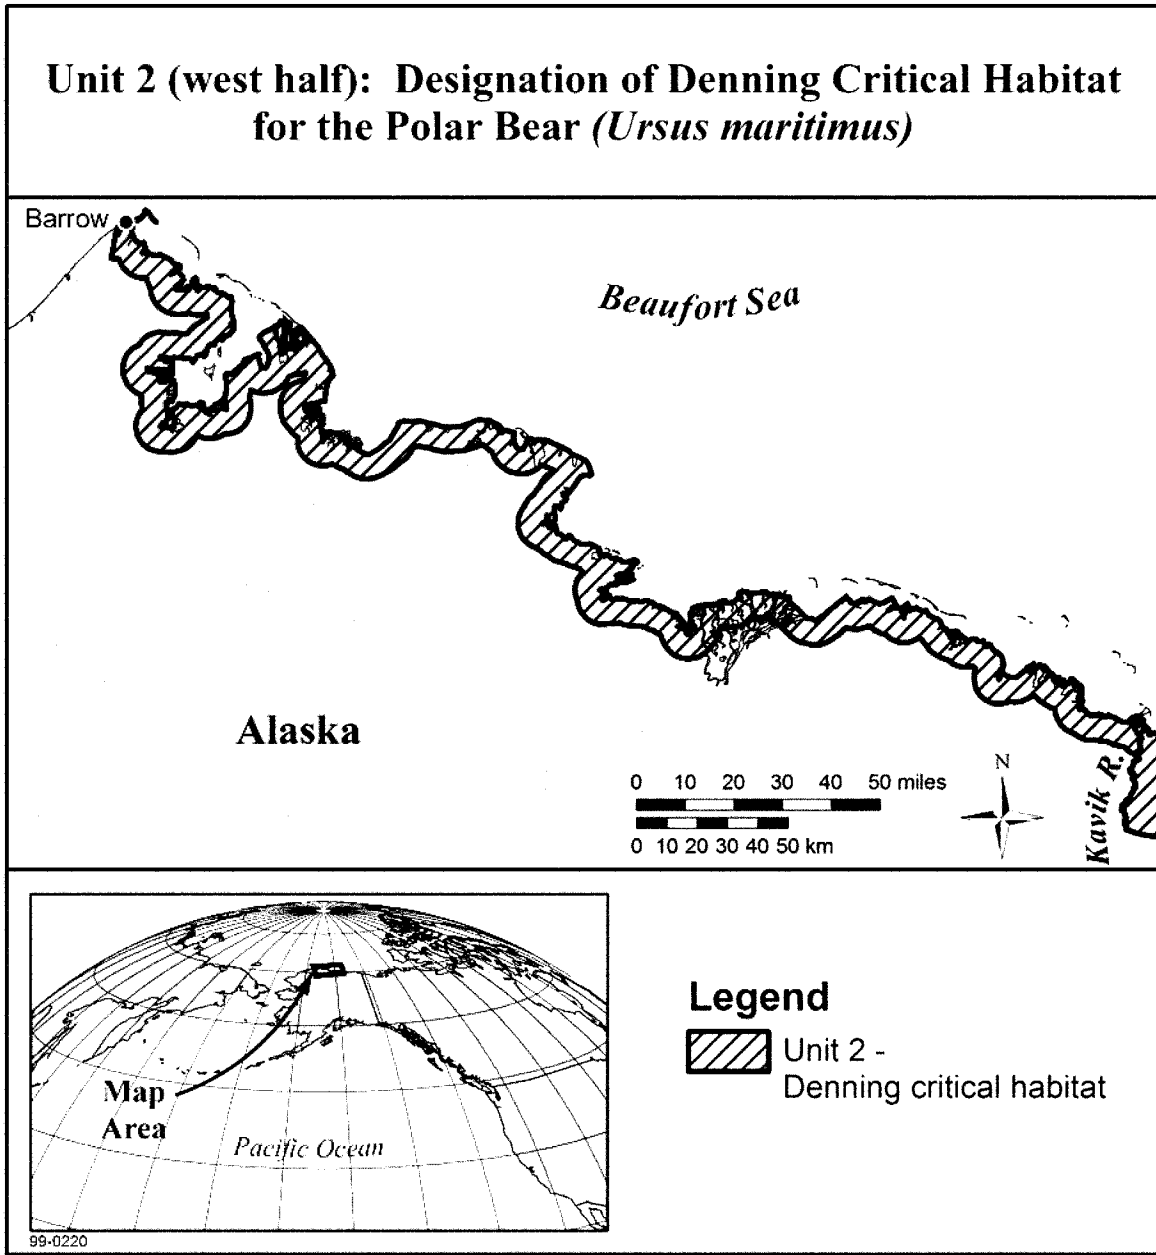 Unit 2 (west half): Designation of Denning Critical Habitat
for the Polar Bear (Ursus maritimus)
Barrow
Beaufort Sea
Alaska
0 10 20 30 40 50 miles
0 10 20 30 40 50 km
N
Kavik R.
Map
Area
Pacific Ocean
99-0220
Legend
Unit 2 -
Denning critical habitat